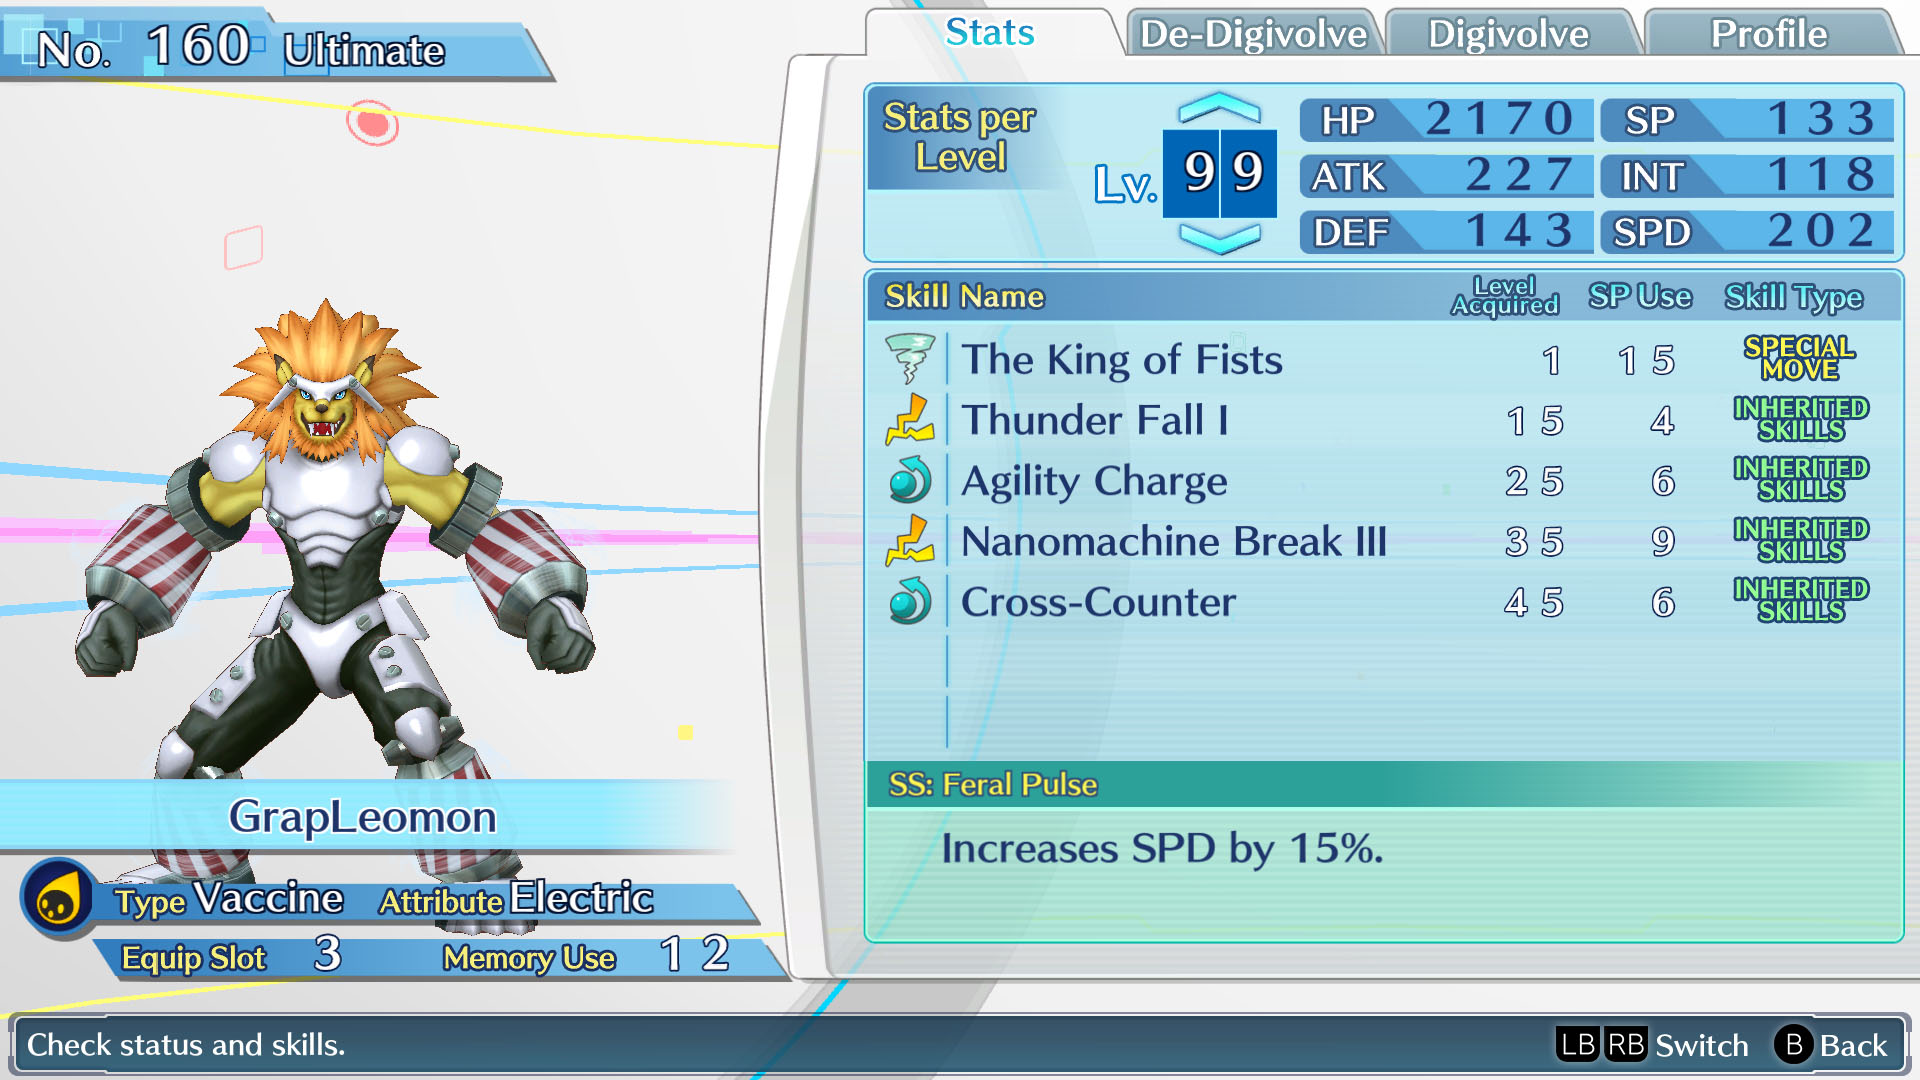 No. 160 Ultimate
Stats De-Digivolve Digivolve Profile
Stats per
Level
Lv. 99
HP 2170 SP 133
ATK 227 INT 118
DEF 143 SPD 202
Skill Name Level Acquired SP Use Skill Type
The King of Fists 1 15 SPECIAL MOVE
Thunder Fall I 15 4 INHERITED SKILLS
Agility Charge 25 6 INHERITED SKILLS
Nanomachine Break III 35 9 INHERITED SKILLS
Cross-Counter 45 6 INHERITED SKILLS
SS: Feral Pulse
Increases SPD by 15%.
GrapLeomon
Type Vaccine Attribute Electric
Equip Slot 3 Memory Use 12
Check status and skills.
LB RB Switch B Back